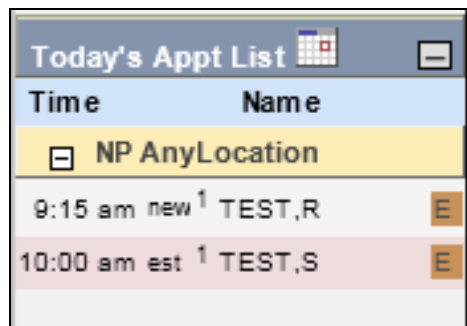 Today's Appt List
Time Name
NP AnyLocation
9:15 am new 1 TEST,R E
10:00 am est 1 TEST,S E